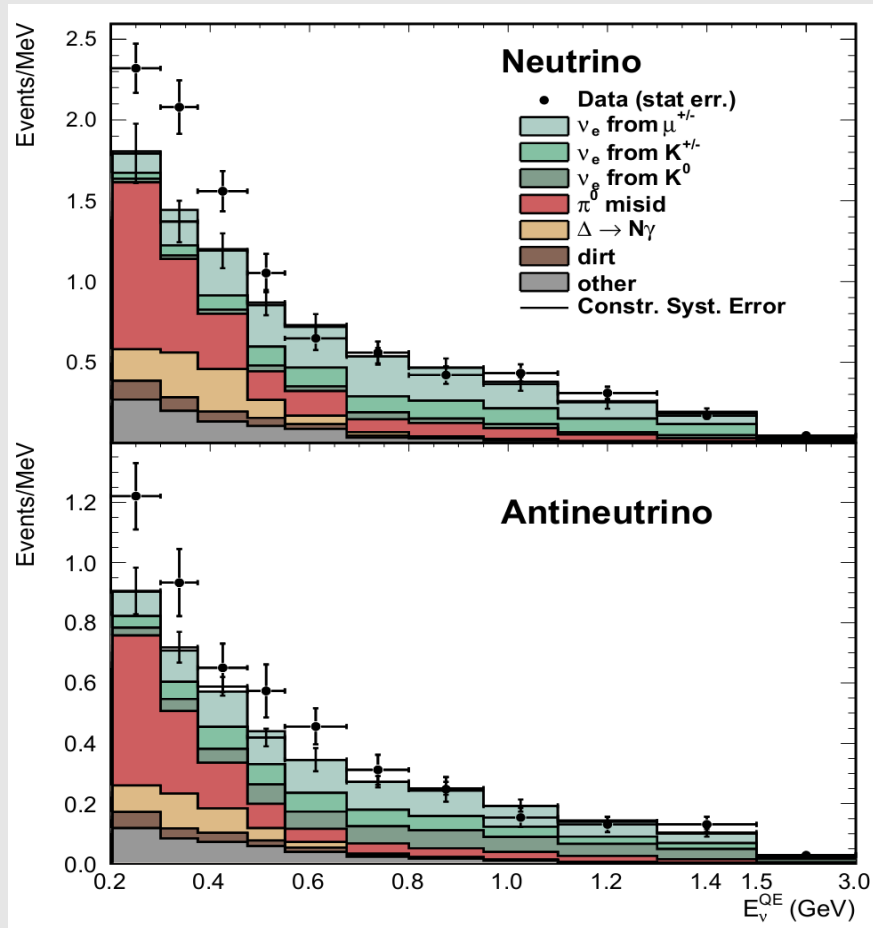 Events/MeV
2.5
2.0
1.5
1.0
0.5
Neutrino
Data (stat err.)
νe from μ+/-
νe from K+/-
νe from K0
π0 misid
Δ → Nγ
dirt
other
Constr. Syst. Error
Events/MeV
1.2
1.0
0.8
0.6
0.4
0.2
0.0
Antineutrino
0.2 0.4 0.6 0.8 1.0 1.2 1.4 1.5 3.0
EνQE (GeV)